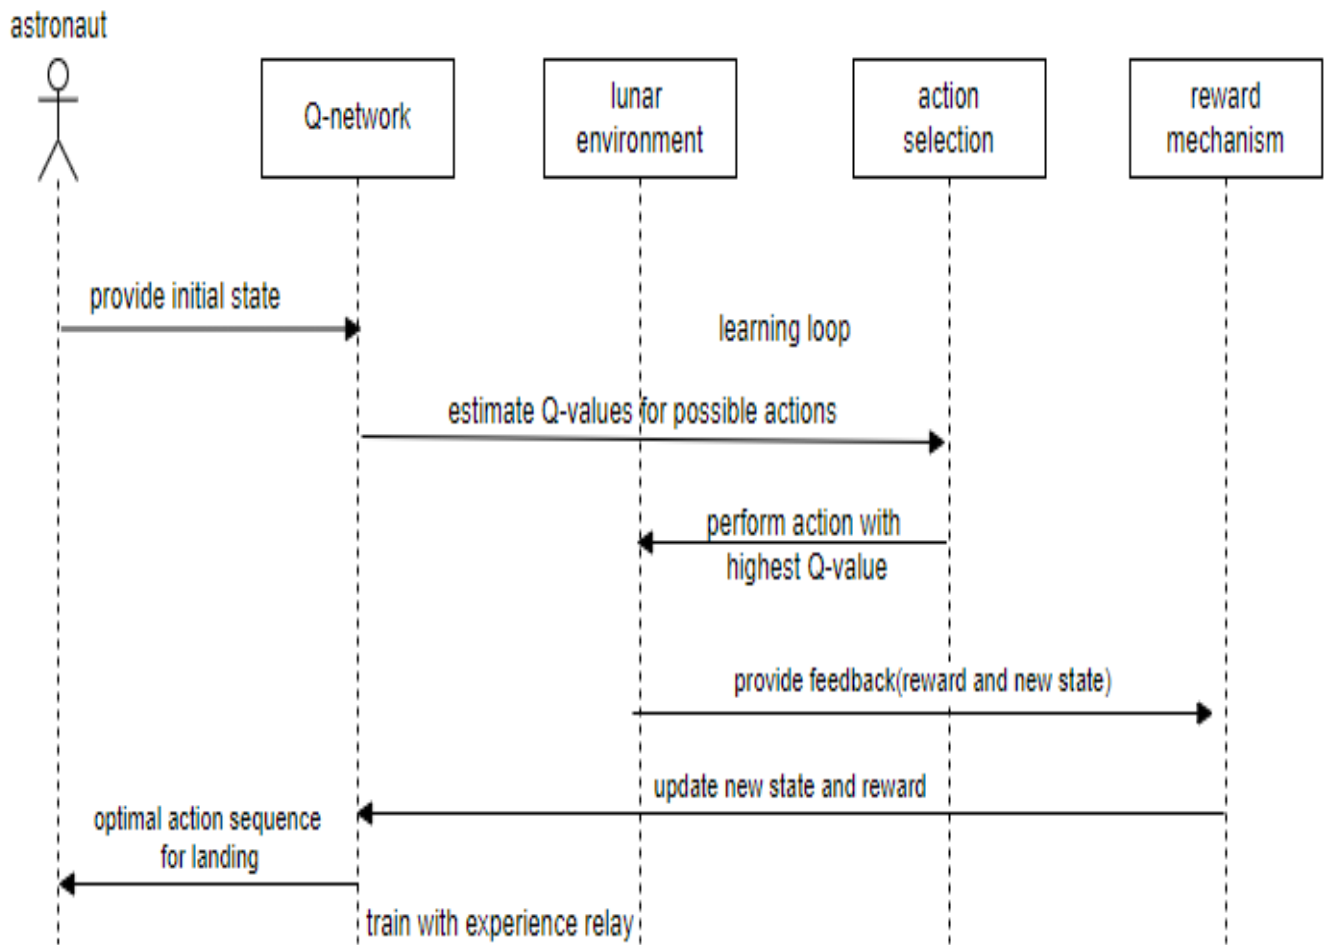 astronaut
Q-network
lunar
environment
action
selection
reward
mechanism
provide initial state
learning loop
estimate Q-values for possible actions
perform action with
highest Q-value
provide feedback(reward and new state)
update new state and reward
optimal action sequence
for landing
train with experience relay